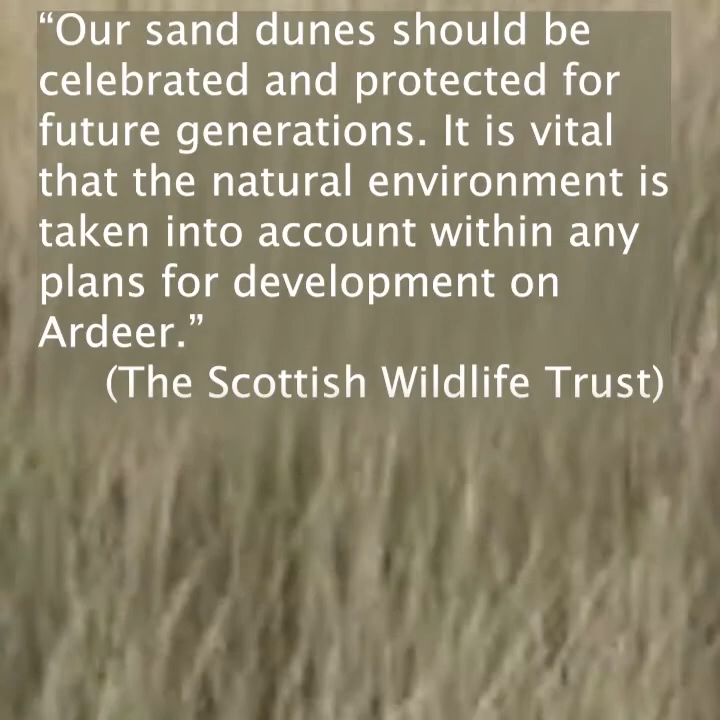 “Our sand dunes should be
celebrated and protected for
future generations. It is vital
that the natural environment is
taken into account within any
plans for development on
Ardeer.”
(The Scottish Wildlife Trust)